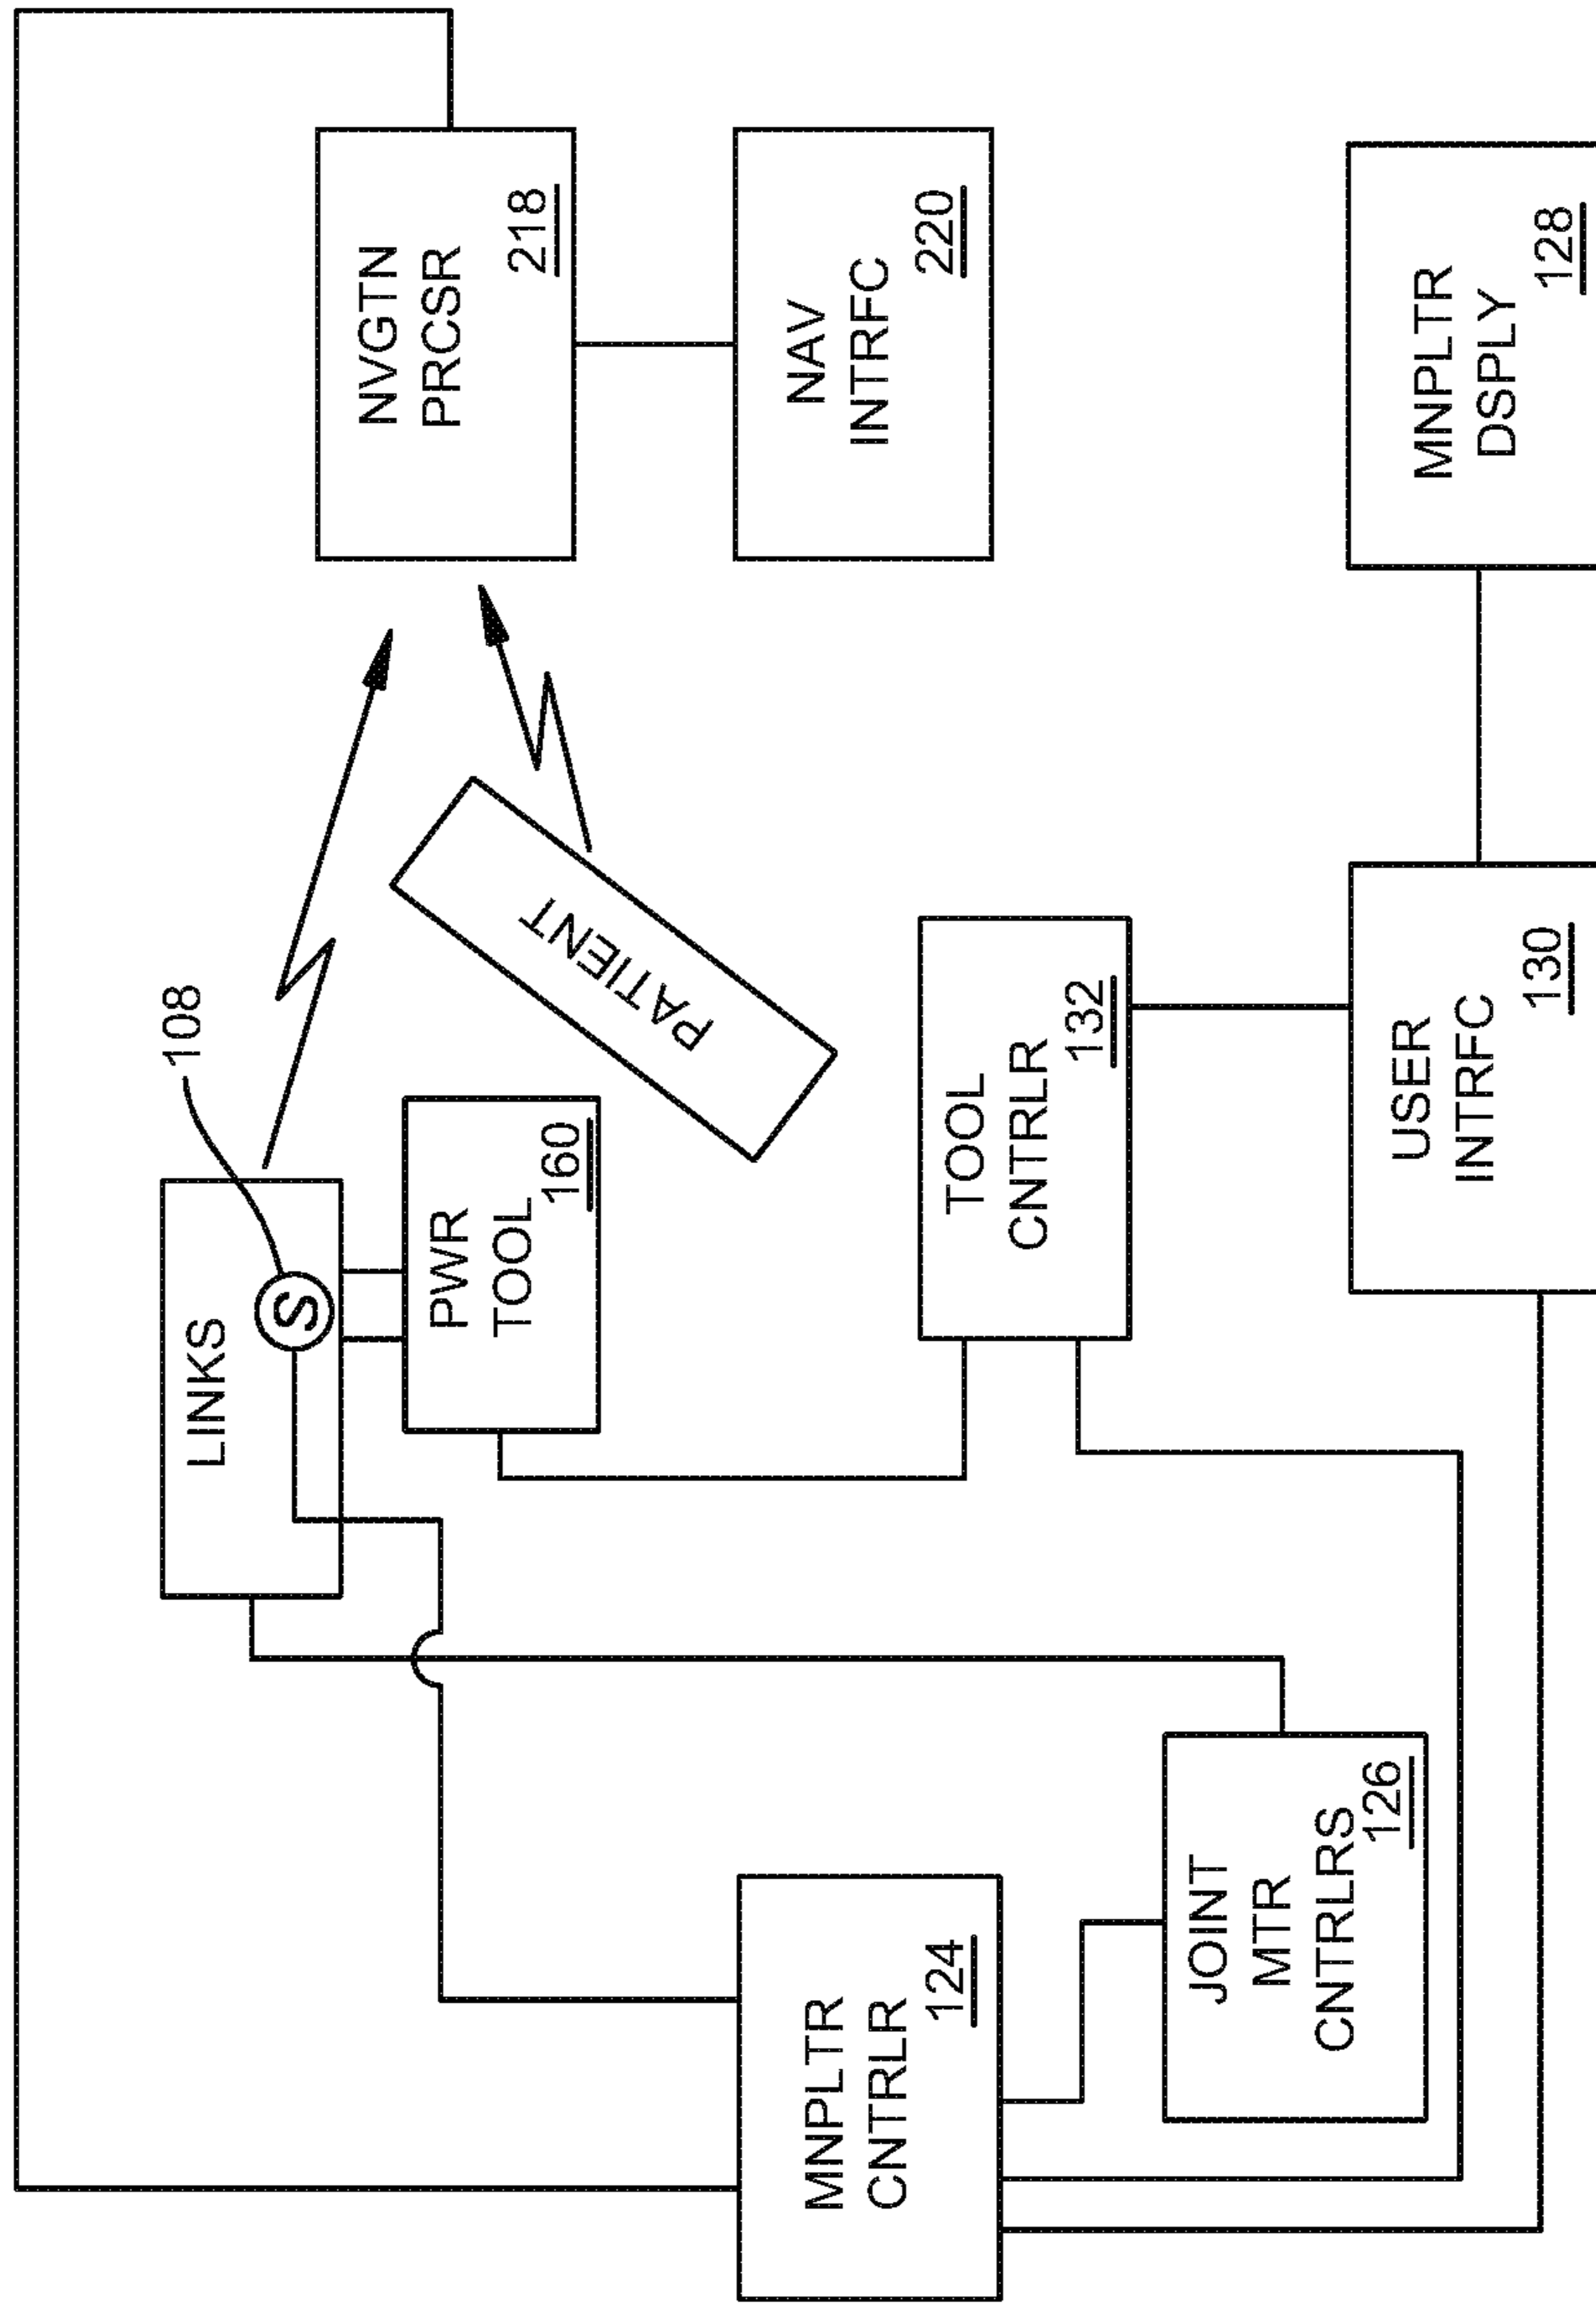 LINKS
S
108
PWR
TOOL
160
PATIENT
NVGTN
PRCSR
218
NAV
INTRFC
220
MNPLTR
CNTRLR
124
JOINT
MTR
CNTRLRS
126
TOOL
CNTRLR
132
USER
INTRFC
130
MNPLTR
DSPLY
128